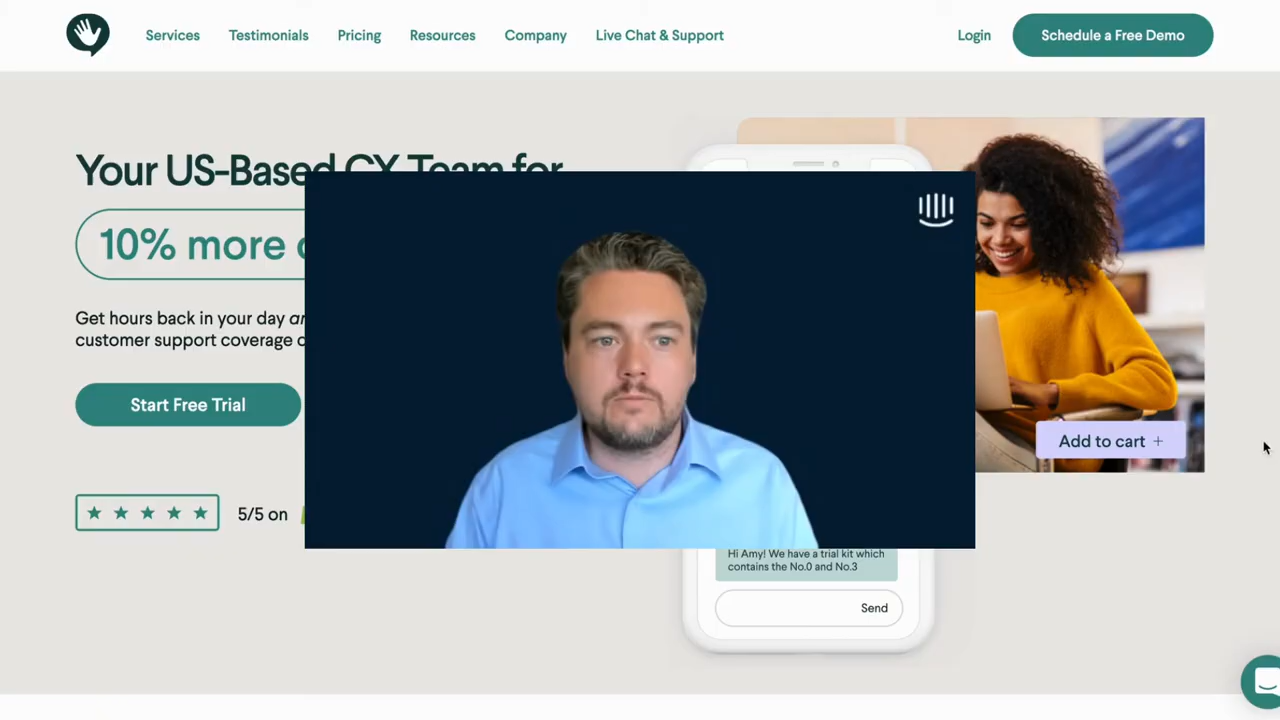 Services
Testimonials
Pricing
Resources
Company
Live Chat & Support
Login
Schedule a Free Demo
Your US-Based CX Team for
10% more
Get hours back in your day
customer support coverage
Start Free Trial
5/5 on
Add to cart +
Hi Amy! We have a trial kit which
contains the No.0 and No.3
Send